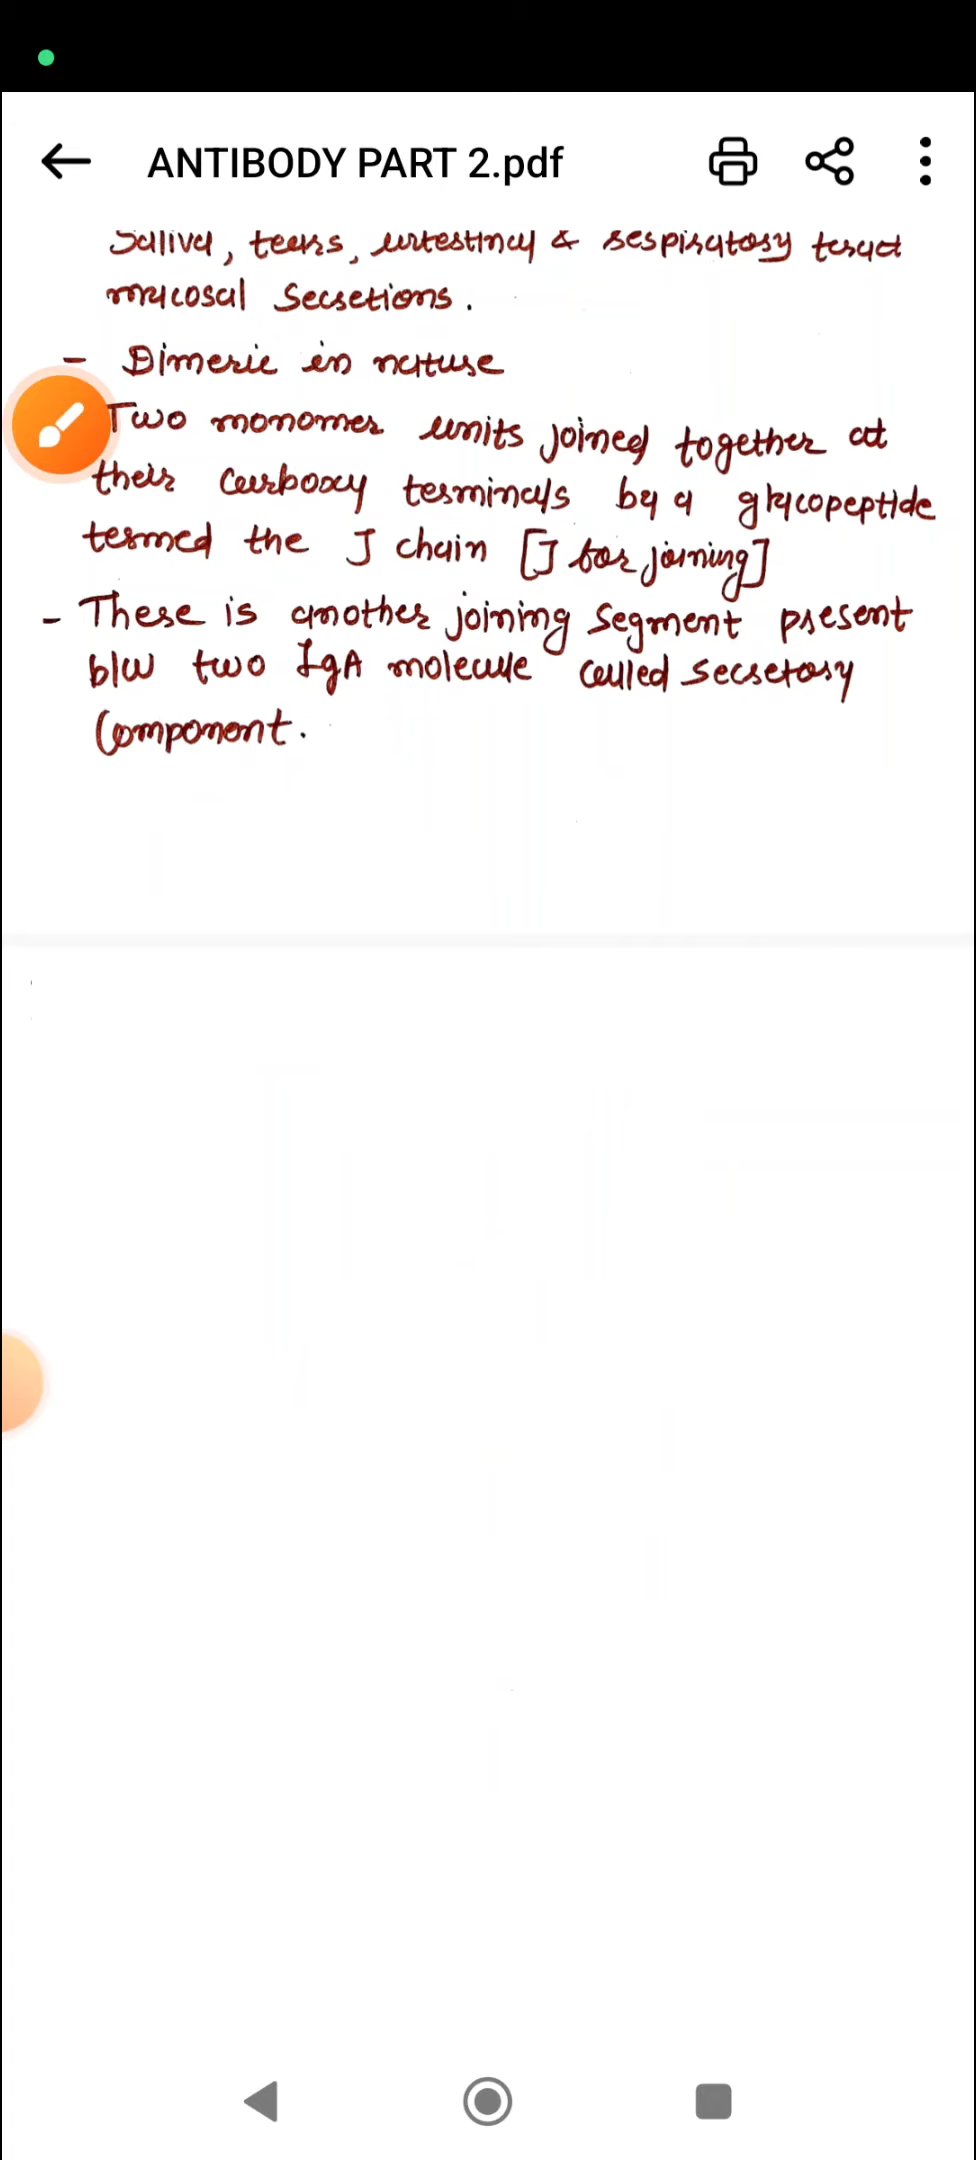 ANTIBODY PART 2.pdf
Saliva, tears, intestinal & respiratory tract
mucosal Secretions.
- Dimeric in nature
Two monomer units joined together at
their carboxy terminals by a glycopeptide
termed the J chain [J for joining]
- There is another joining segment present
b/w two IgA molecule called secretory
Component.